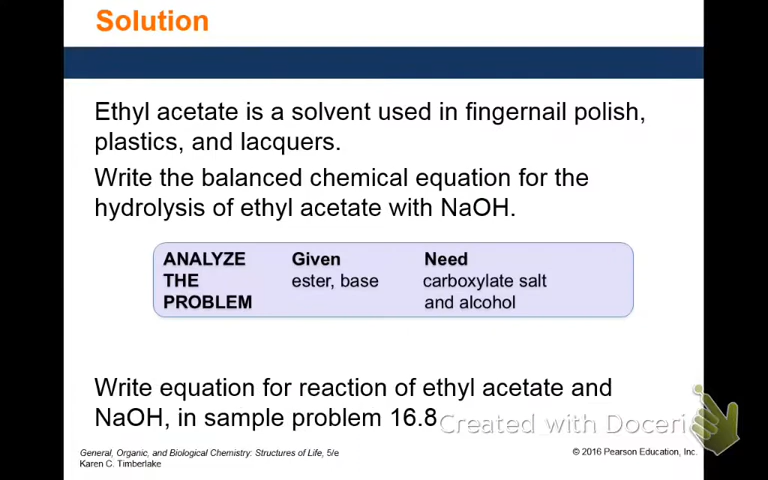 Solution
Ethyl acetate is a solvent used in fingernail polish,
plastics, and lacquers.
Write the balanced chemical equation for the
hydrolysis of ethyl acetate with NaOH.
ANALYZE Given Need
THE ester, base carboxylate salt
PROBLEM and alcohol
Write equation for reaction of ethyl acetate and
NaOH, in sample problem 16.8
Created with Doceri
General, Organic, and Biological Chemistry: Structures of Life, 5/e
Karen C. Timberlake
© 2016 Pearson Education, Inc.